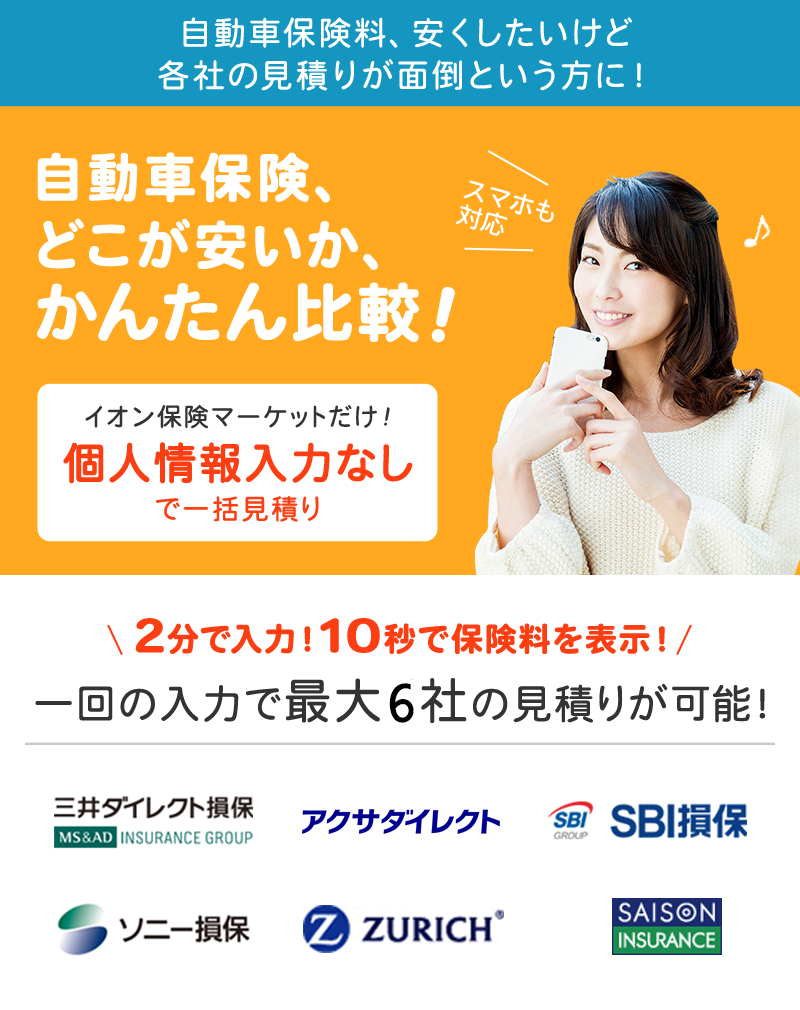 自動車保険料、安くしたいけど
各社の見積りが面倒という方に！
自動車保険、
どこが安いか、
かんたん比較！
スマホも
対応
イオン保険マーケットだけ！
個人情報入力なし
で一括見積り
2分で入力！10秒で保険料を表示！
一回の入力で最大6社の見積りが可能！
三井ダイレクト損保
MS&AD INSURANCE GROUP
アクサダイレクト
SBI
GROUP
SBI損保
ソニー損保
Z ZURICH®
SAISON
INSURANCE